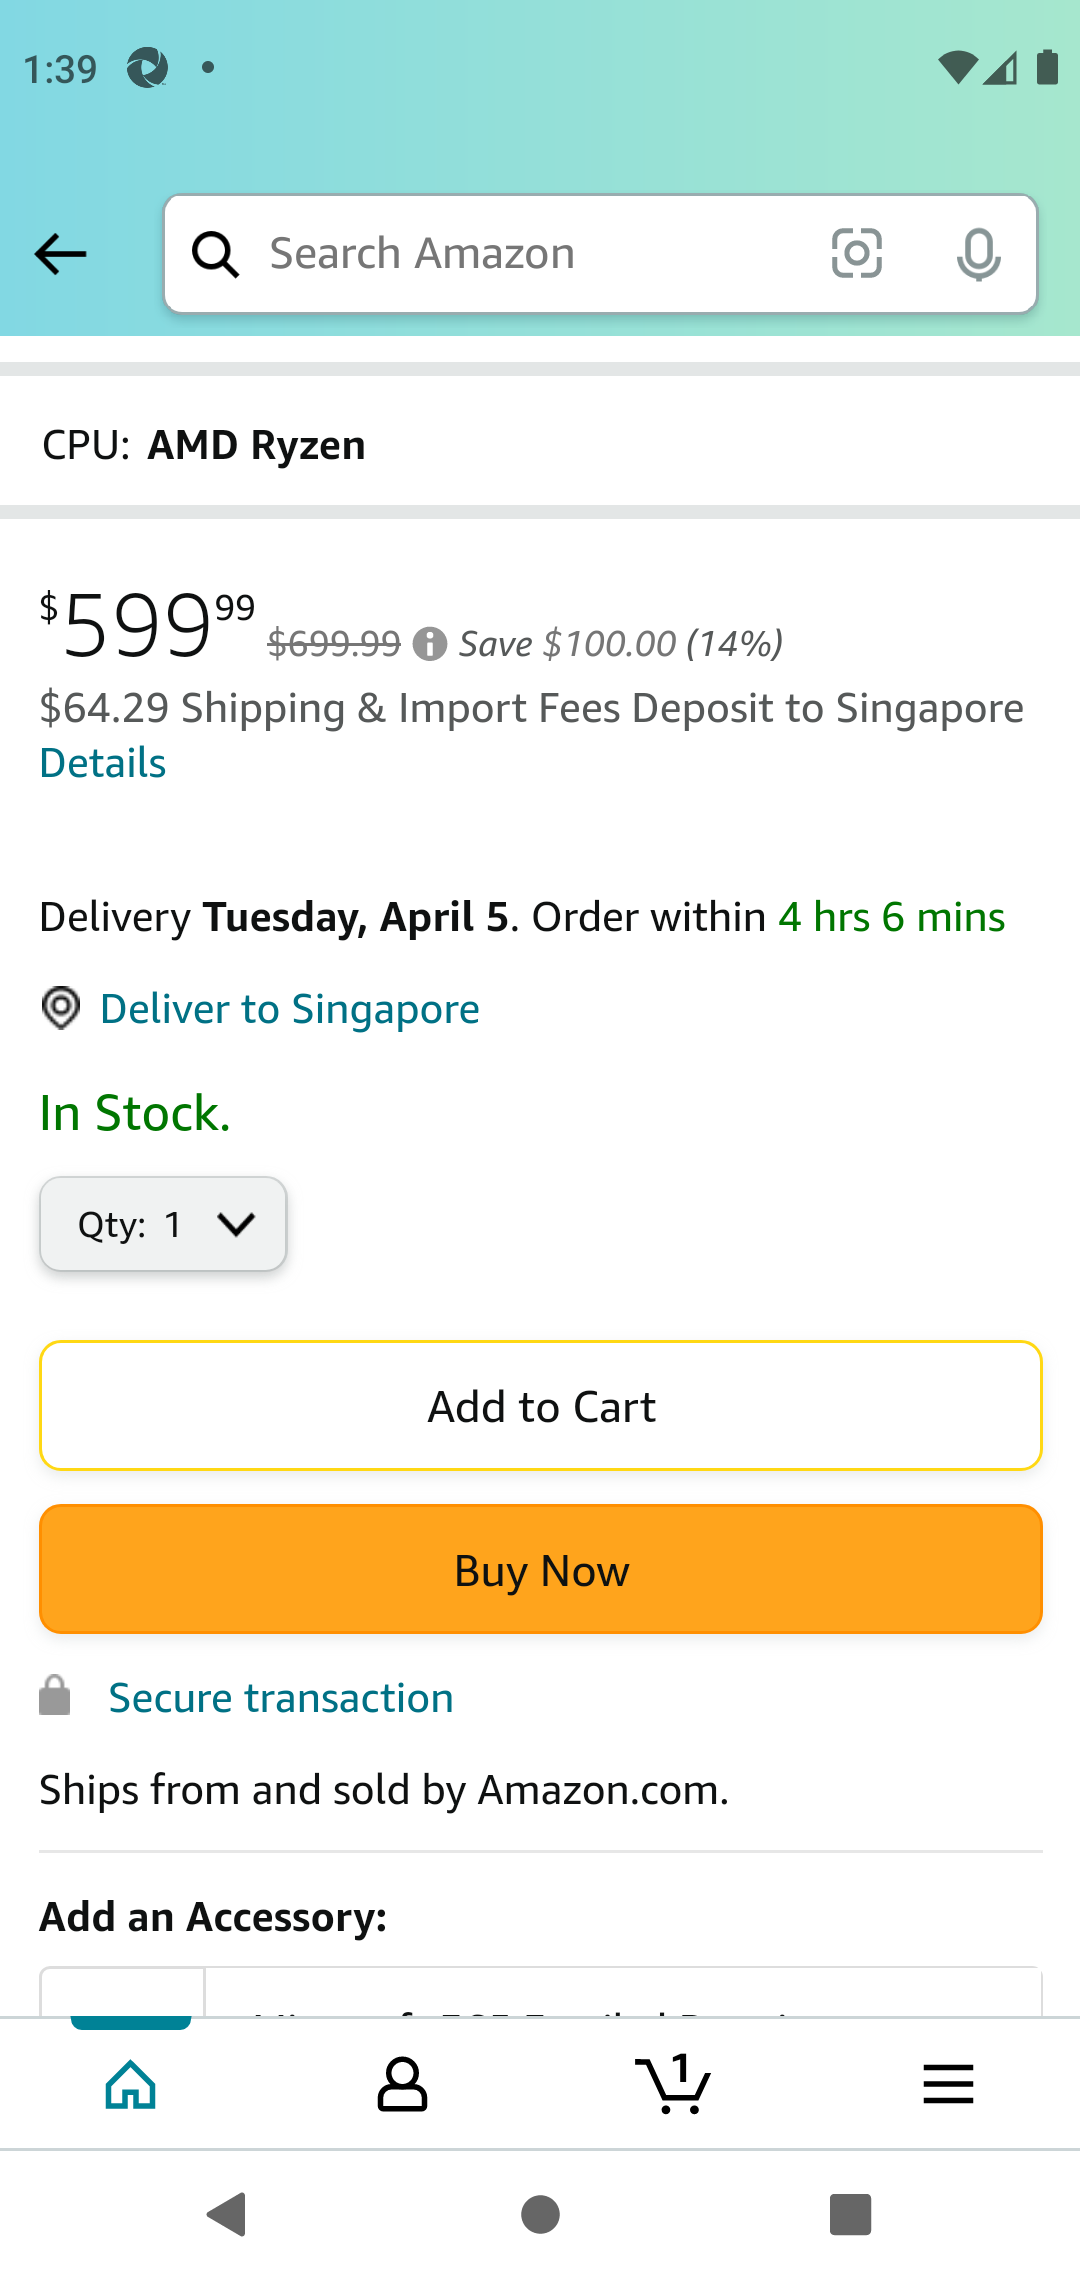 1:39
Search Amazon
CPU: AMD Ryzen
$599 99 $699.99 Save $100.00 (14%)
$64.29 Shipping & Import Fees Deposit to Singapore
Details
Delivery Tuesday, April 5. Order within 4 hrs 6 mins
Deliver to Singapore
In Stock.
Qty: 1
Add to Cart
Buy Now
Secure transaction
Ships from and sold by Amazon.com.
Add an Accessory:
1